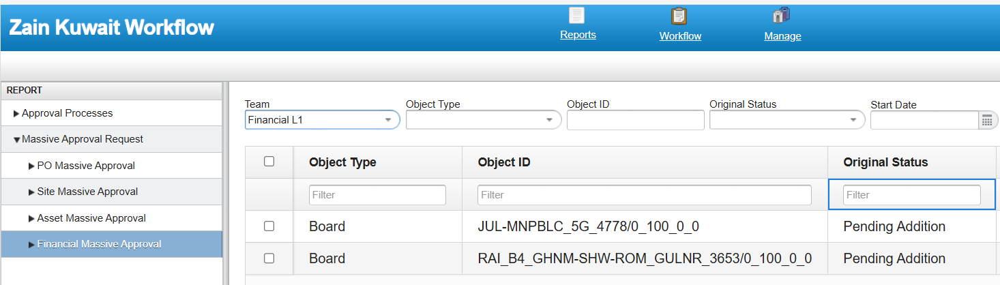 Zain Kuwait Workflow
Reports
Workflow
Manage
REPORT
Approval Processes
Massive Approval Request
PO Massive Approval
Site Massive Approval
Asset Massive Approval
Financial Massive Approval
Team Object Type Object ID Original Status Start Date
Financial L1
Object Type Object ID Original Status
Filter Filter Filter
Board JUL-MNPBLC_5G_4778/0_100_0_0 Pending Addition
Board RAI_B4_GHNM-SHW-ROM_GULNR_3653/0_100_0_0 Pending Addition